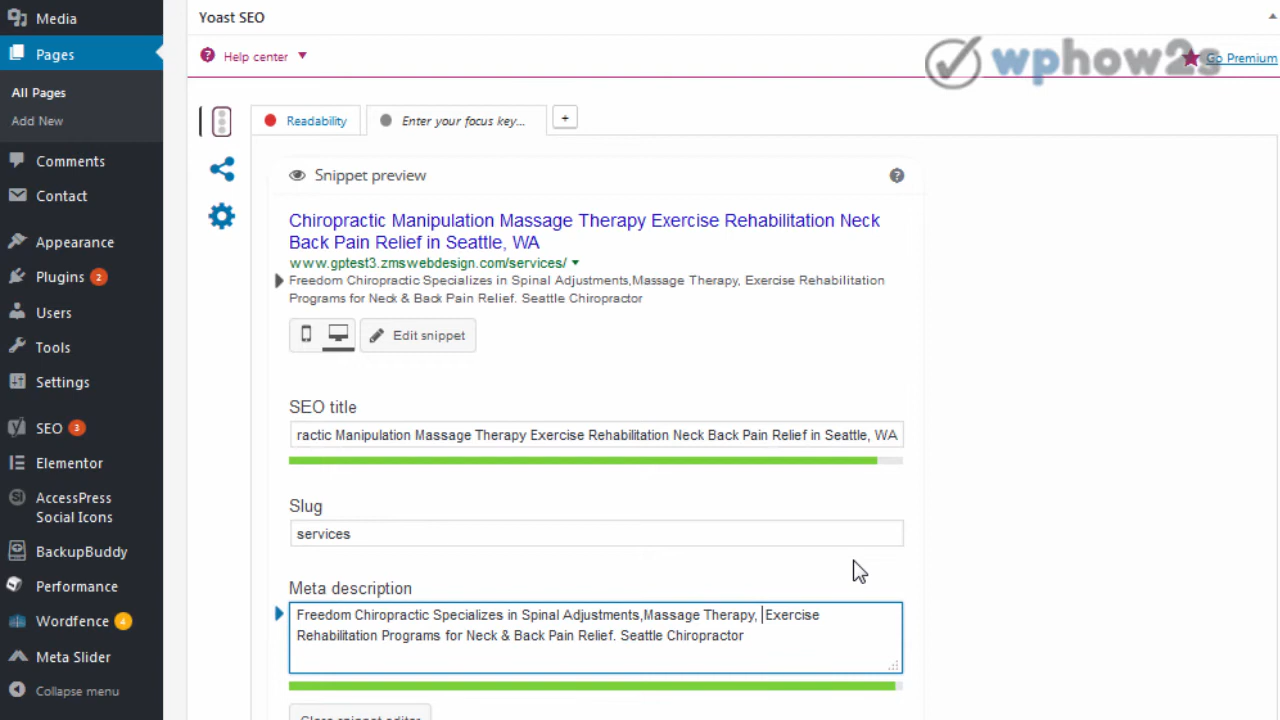 Media
Pages
All Pages
Add New
Comments
Contact
Appearance
Plugins 2
Users
Tools
Settings
SEO 3
Elementor
AccessPress
Social Icons
BackupBuddy
Performance
Wordfence 4
Meta Slider
Collapse menu
Yoast SEO
Help center
wphow2s
Go Premium
Readability
Enter your focus key...
+
Snippet preview
Chiropractic Manipulation Massage Therapy Exercise Rehabilitation Neck
Back Pain Relief in Seattle, WA
www.gptest3.zmswebdesign.com/services/
Freedom Chiropractic Specializes in Spinal Adjustments,Massage Therapy, Exercise Rehabilitation
Programs for Neck & Back Pain Relief. Seattle Chiropractor
Edit snippet
SEO title
ractic Manipulation Massage Therapy Exercise Rehabilitation Neck Back Pain Relief in Seattle, WA
Slug
services
Meta description
Freedom Chiropractic Specializes in Spinal Adjustments,Massage Therapy, Exercise
Rehabilitation Programs for Neck & Back Pain Relief. Seattle Chiropractor
Close snippet editor